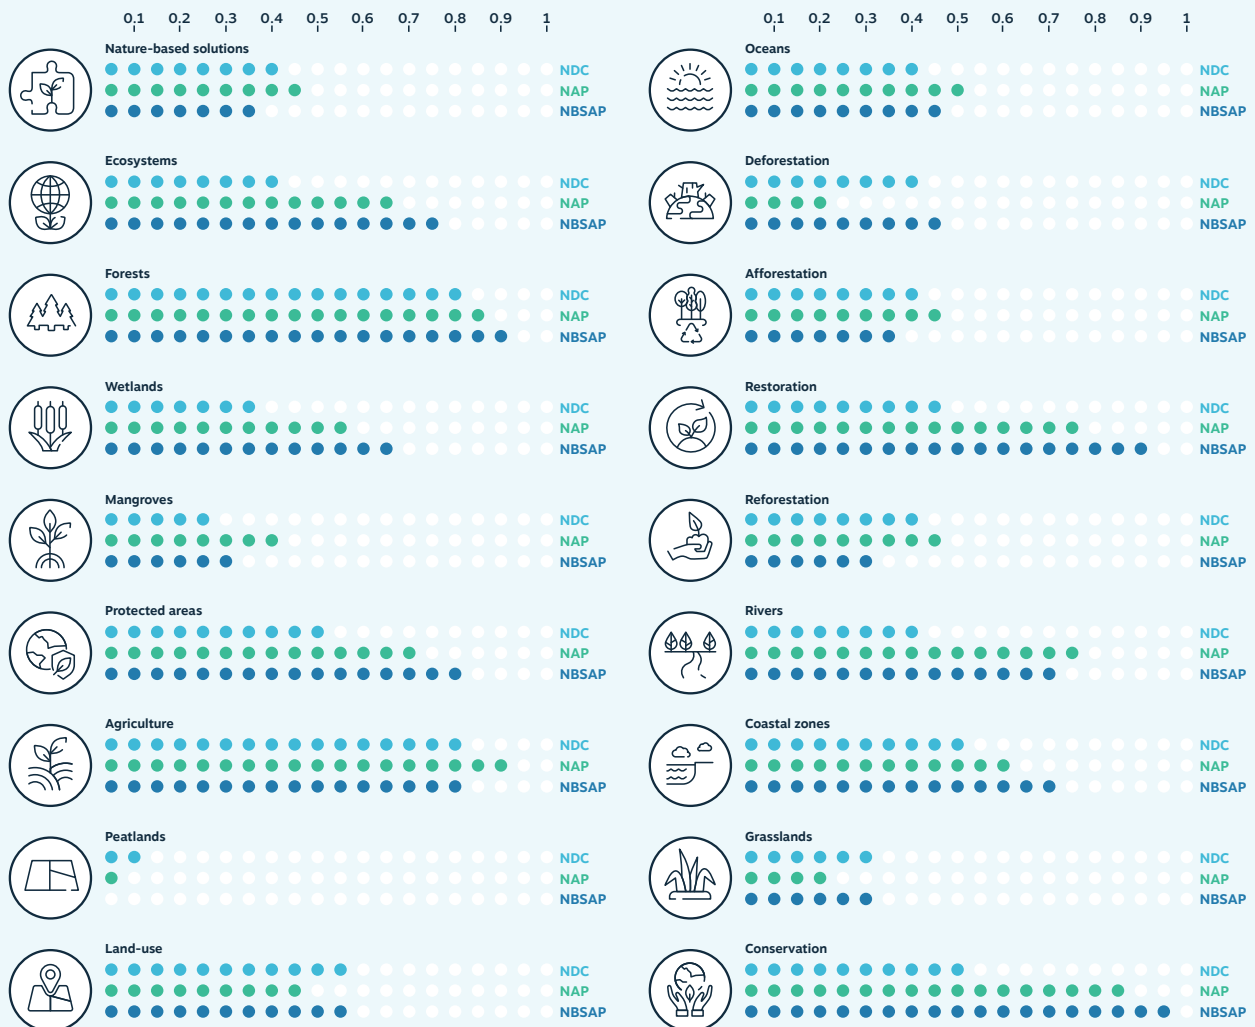 0.1 0.2 0.3 0.4 0.5 0.6 0.7 0.8 0.9 1
Nature-based solutions
NDC
NAP
NBSAP
Ecosystems
NDC
NAP
NBSAP
Forests
NDC
NAP
NBSAP
Wetlands
NDC
NAP
NBSAP
Mangroves
NDC
NAP
NBSAP
Protected areas
NDC
NAP
NBSAP
Agriculture
NDC
NAP
NBSAP
Peatlands
NDC
NAP
NBSAP
Land-use
NDC
NAP
NBSAP
0.1 0.2 0.3 0.4 0.5 0.6 0.7 0.8 0.9 1
Oceans
NDC
NAP
NBSAP
Deforestation
NDC
NAP
NBSAP
Afforestation
NDC
NAP
NBSAP
Restoration
NDC
NAP
NBSAP
Reforestation
NDC
NAP
NBSAP
Rivers
NDC
NAP
NBSAP
Coastal zones
NDC
NAP
NBSAP
Grasslands
NDC
NAP
NBSAP
Conservation
NDC
NAP
NBSAP